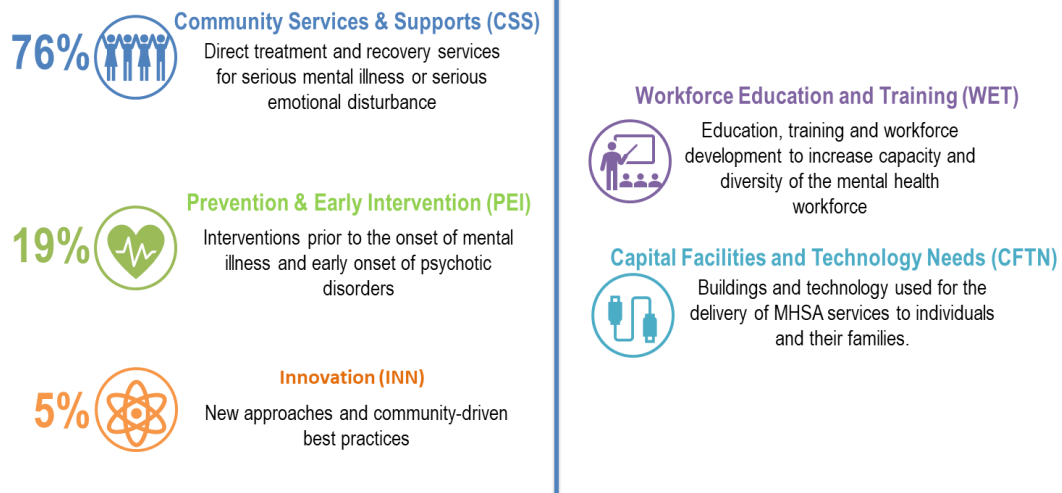 Community Services & Supports (CSS)
76%
Direct treatment and recovery services
for serious mental illness or serious
emotional disturbance
Prevention & Early Intervention (PEI)
19%
Interventions prior to the onset of mental
illness and early onset of psychotic
disorders
Innovation (INN)
5%
New approaches and community-driven
best practices
Workforce Education and Training (WET)
Education, training and workforce
development to increase capacity and
diversity of the mental health
workforce
Capital Facilities and Technology Needs (CFTN)
Buildings and technology used for the
delivery of MHSA services to individuals
and their families.